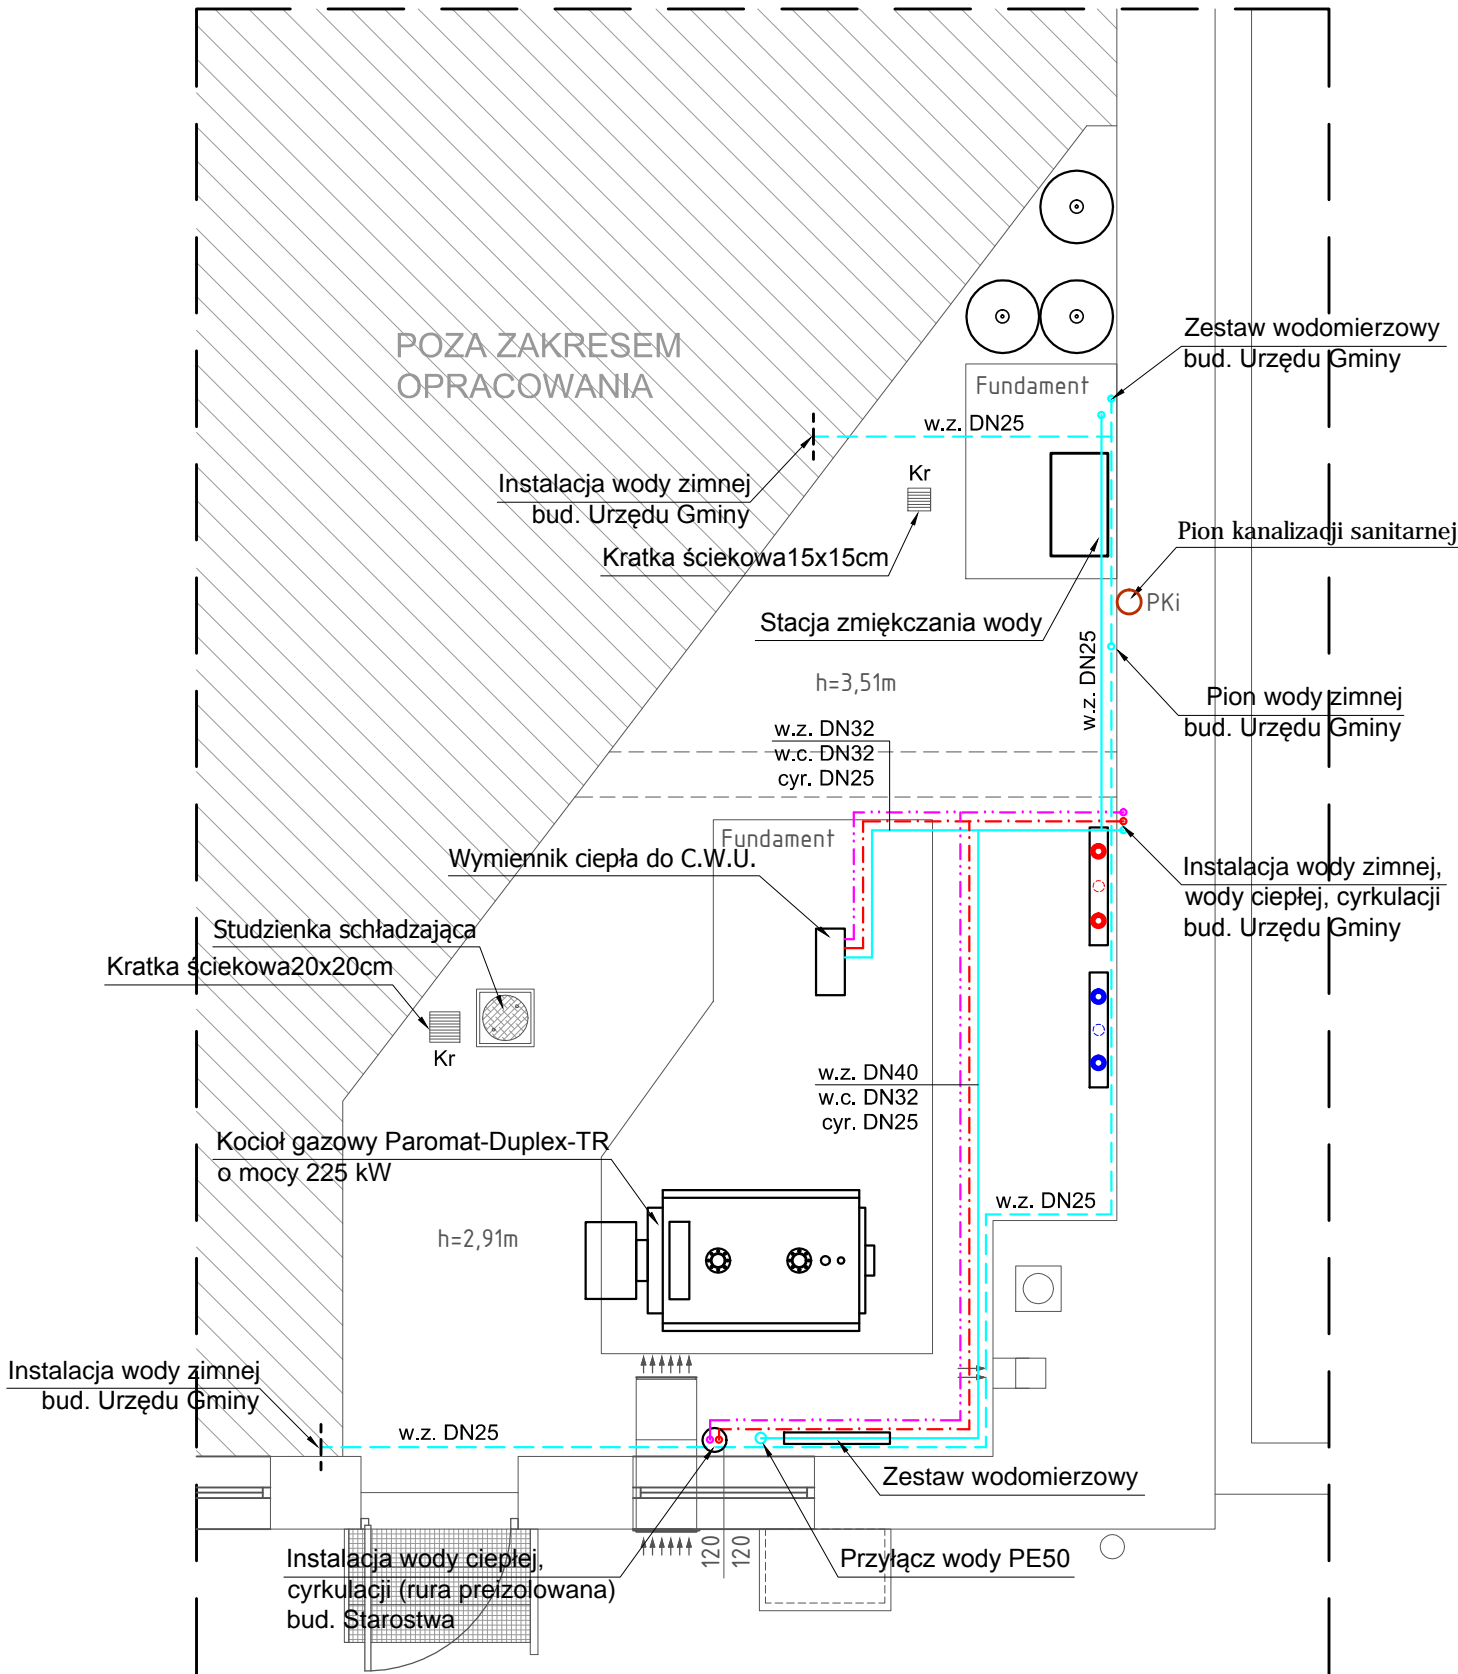 POZA ZAKRESEM
OPRACOWANIA
Zestaw wodomierzowy
bud. Urzędu Gminy
Fundament
w.z. DN25
Instalacja wody zimnej
bud. Urzędu Gminy
Kr
Kratka ściekowa15x15cm
Pion kanalizacji sanitarnej
PKi
Stacja zmiękczania wody
w.z. DN25
h=3,51m
Pion wody zimnej
bud. Urzędu Gminy
w.z. DN32
w.c. DN32
cyr. DN25
Fundament
Wymiennik ciepła do C.W.U.
Instalacja wody zimnej,
wody ciepłej, cyrkulacji
bud. Urzędu Gminy
Studzienka schładzająca
Kratka ściekowa20x20cm
Kr
w.z. DN40
w.c. DN32
cyr. DN25
Kocioł gazowy Paromat-Duplex-TR
o mocy 225 kW
w.z. DN25
h=2,91m
Instalacja wody zimnej
bud. Urzędu Gminy
w.z. DN25
Zestaw wodomierzowy
120
120
Przyłącz wody PE50
Instalacja wody ciepłej,
cyrkulacji (rura preizolowana)
bud. Starostwa